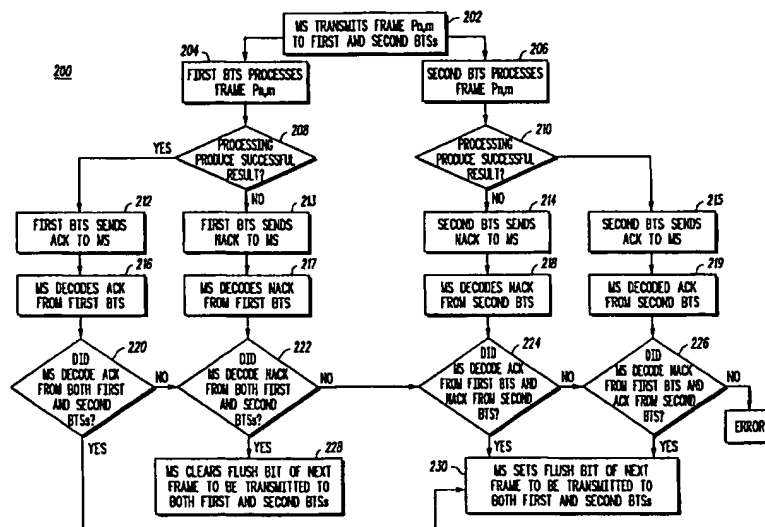 202
MS TRANSMITS FRAME Pn,m
TO FIRST AND SECOND BTSs
200
204
FIRST BTS PROCESSES
FRAME Pn,m
206
SECOND BTS PROCESSES
FRAME Pn,m
208
PROCESSING
PRODUCE SUCCESSFUL
RESULT?
YES
NO
210
PROCESSING
PRODUCE SUCCESSFUL
RESULT?
NO
212
FIRST BTS SENDS
ACK TO MS
213
FIRST BTS SENDS
NACK TO MS
214
SECOND BTS SENDS
NACK TO MS
215
SECOND BTS SENDS
ACK TO MS
216
MS DECODES ACK
FROM FIRST BTS
217
MS DECODES NACK
FROM FIRST BTS
218
MS DECODES NACK
FROM SECOND BTS
219
MS DECODED ACK
FROM SECOND BTS
220
DID
MS DECODE ACK
FROM BOTH FIRST
AND SECOND
BTSs?
NO
YES
222
DID
MS DECODE NACK
FROM BOTH FIRST
AND SECOND
BTSs?
NO
YES
224
DID
MS DECODE ACK
FROM FIRST BTS AND
NACK FROM SECOND
BTS?
NO
YES
226
DID
MS DECODE NACK
FROM FIRST BTS AND
ACK FROM SECOND
BTS?
NO
YES
ERROR
228
MS CLEARS FLUSH BIT OF NEXT
FRAME TO BE TRANSMITTED TO
BOTH FIRST AND SECOND BTSs
230
MS SETS FLUSH BIT OF NEXT
FRAME TO BE TRANSMITTED TO
BOTH FIRST AND SECOND BTSs